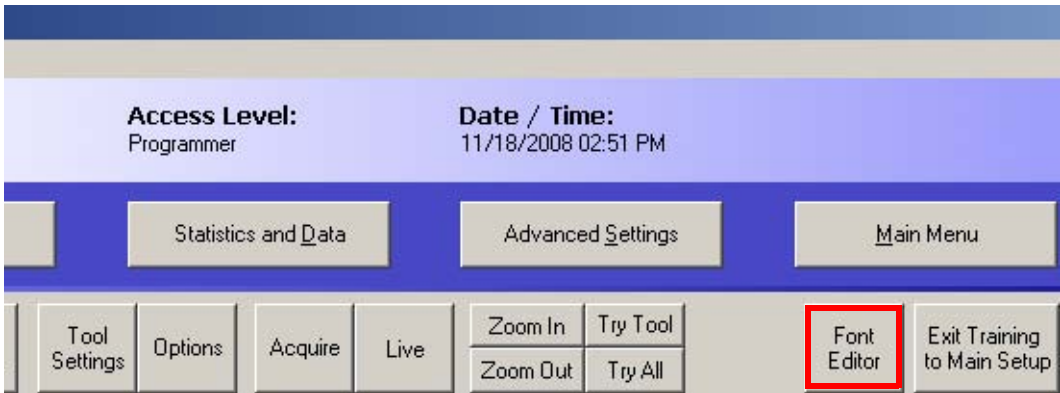 Access Level:
Programmer
Date / Time:
11/18/2008 02:51 PM
Statistics and Data
Advanced Settings
Main Menu
Tool
Settings
Options
Acquire
Live
Zoom In
Try Tool
Zoom Out
Try All
Font
Editor
Exit Training
to Main Setup